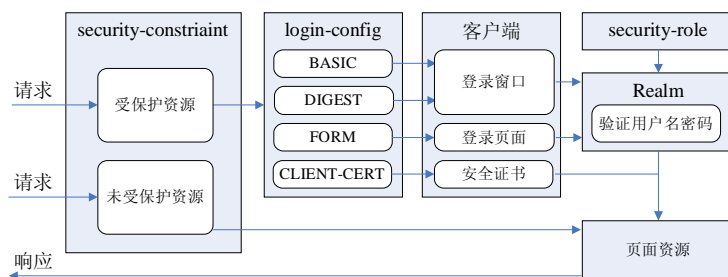 security-constriaint
login-config
客户端
security-role
请求
受保护资源
BASIC
DIGEST
FORM
CLIENT-CERT
登录窗口
登录页面
安全证书
Realm
验证用户名密码
请求
未受保护资源
页面资源
响应